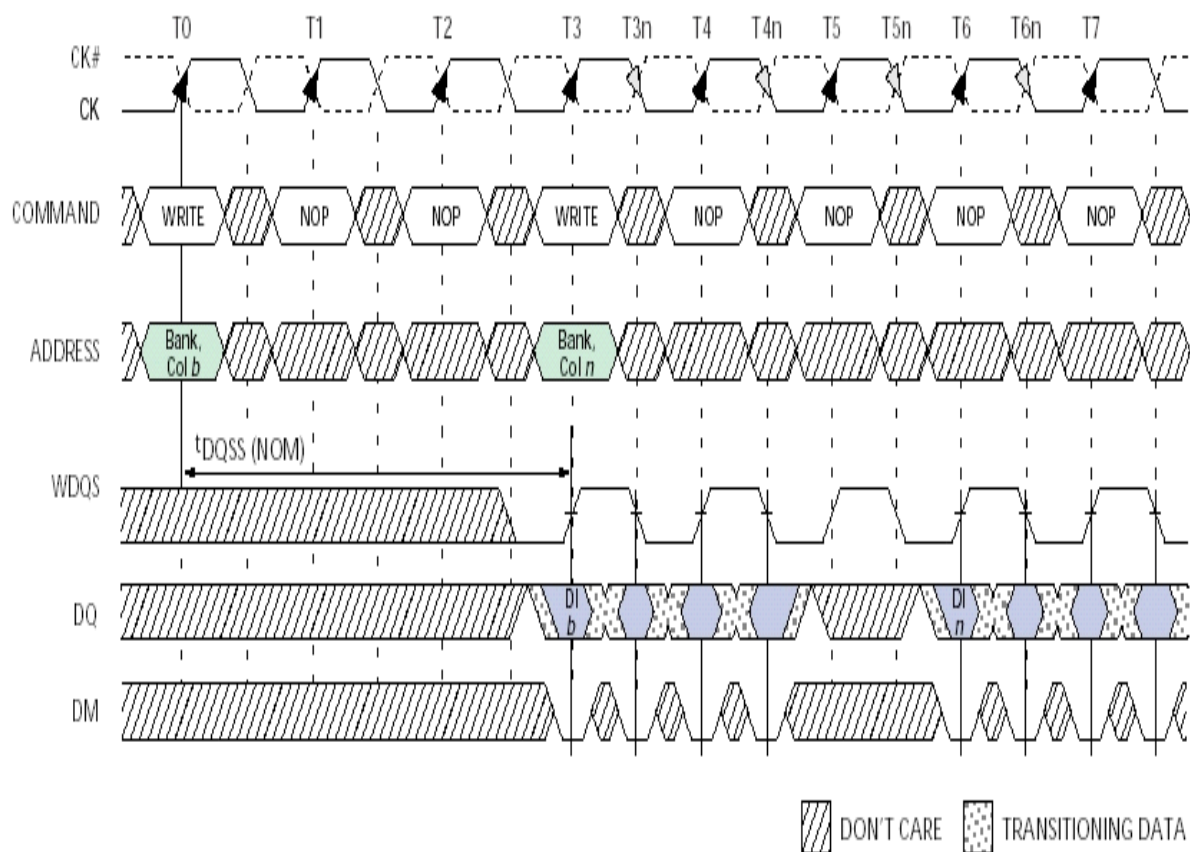 T0 T1 T2 T3 T3n T4 T4n T5 T5n T6 T6n T7
CK#
CK
COMMAND WRITE NOP NOP WRITE NOP NOP NOP NOP
ADDRESS Bank, Col b Bank, Col n
tDQSS (NOM)
WDQS
DQ DI b DI n
DM
DON'T CARE TRANSITIONING DATA